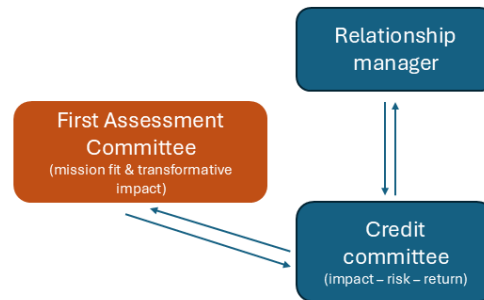 Relationship
manager
First Assessment
Committee
(mission fit & transformative
impact)
Credit
committee
(impact – risk – return)